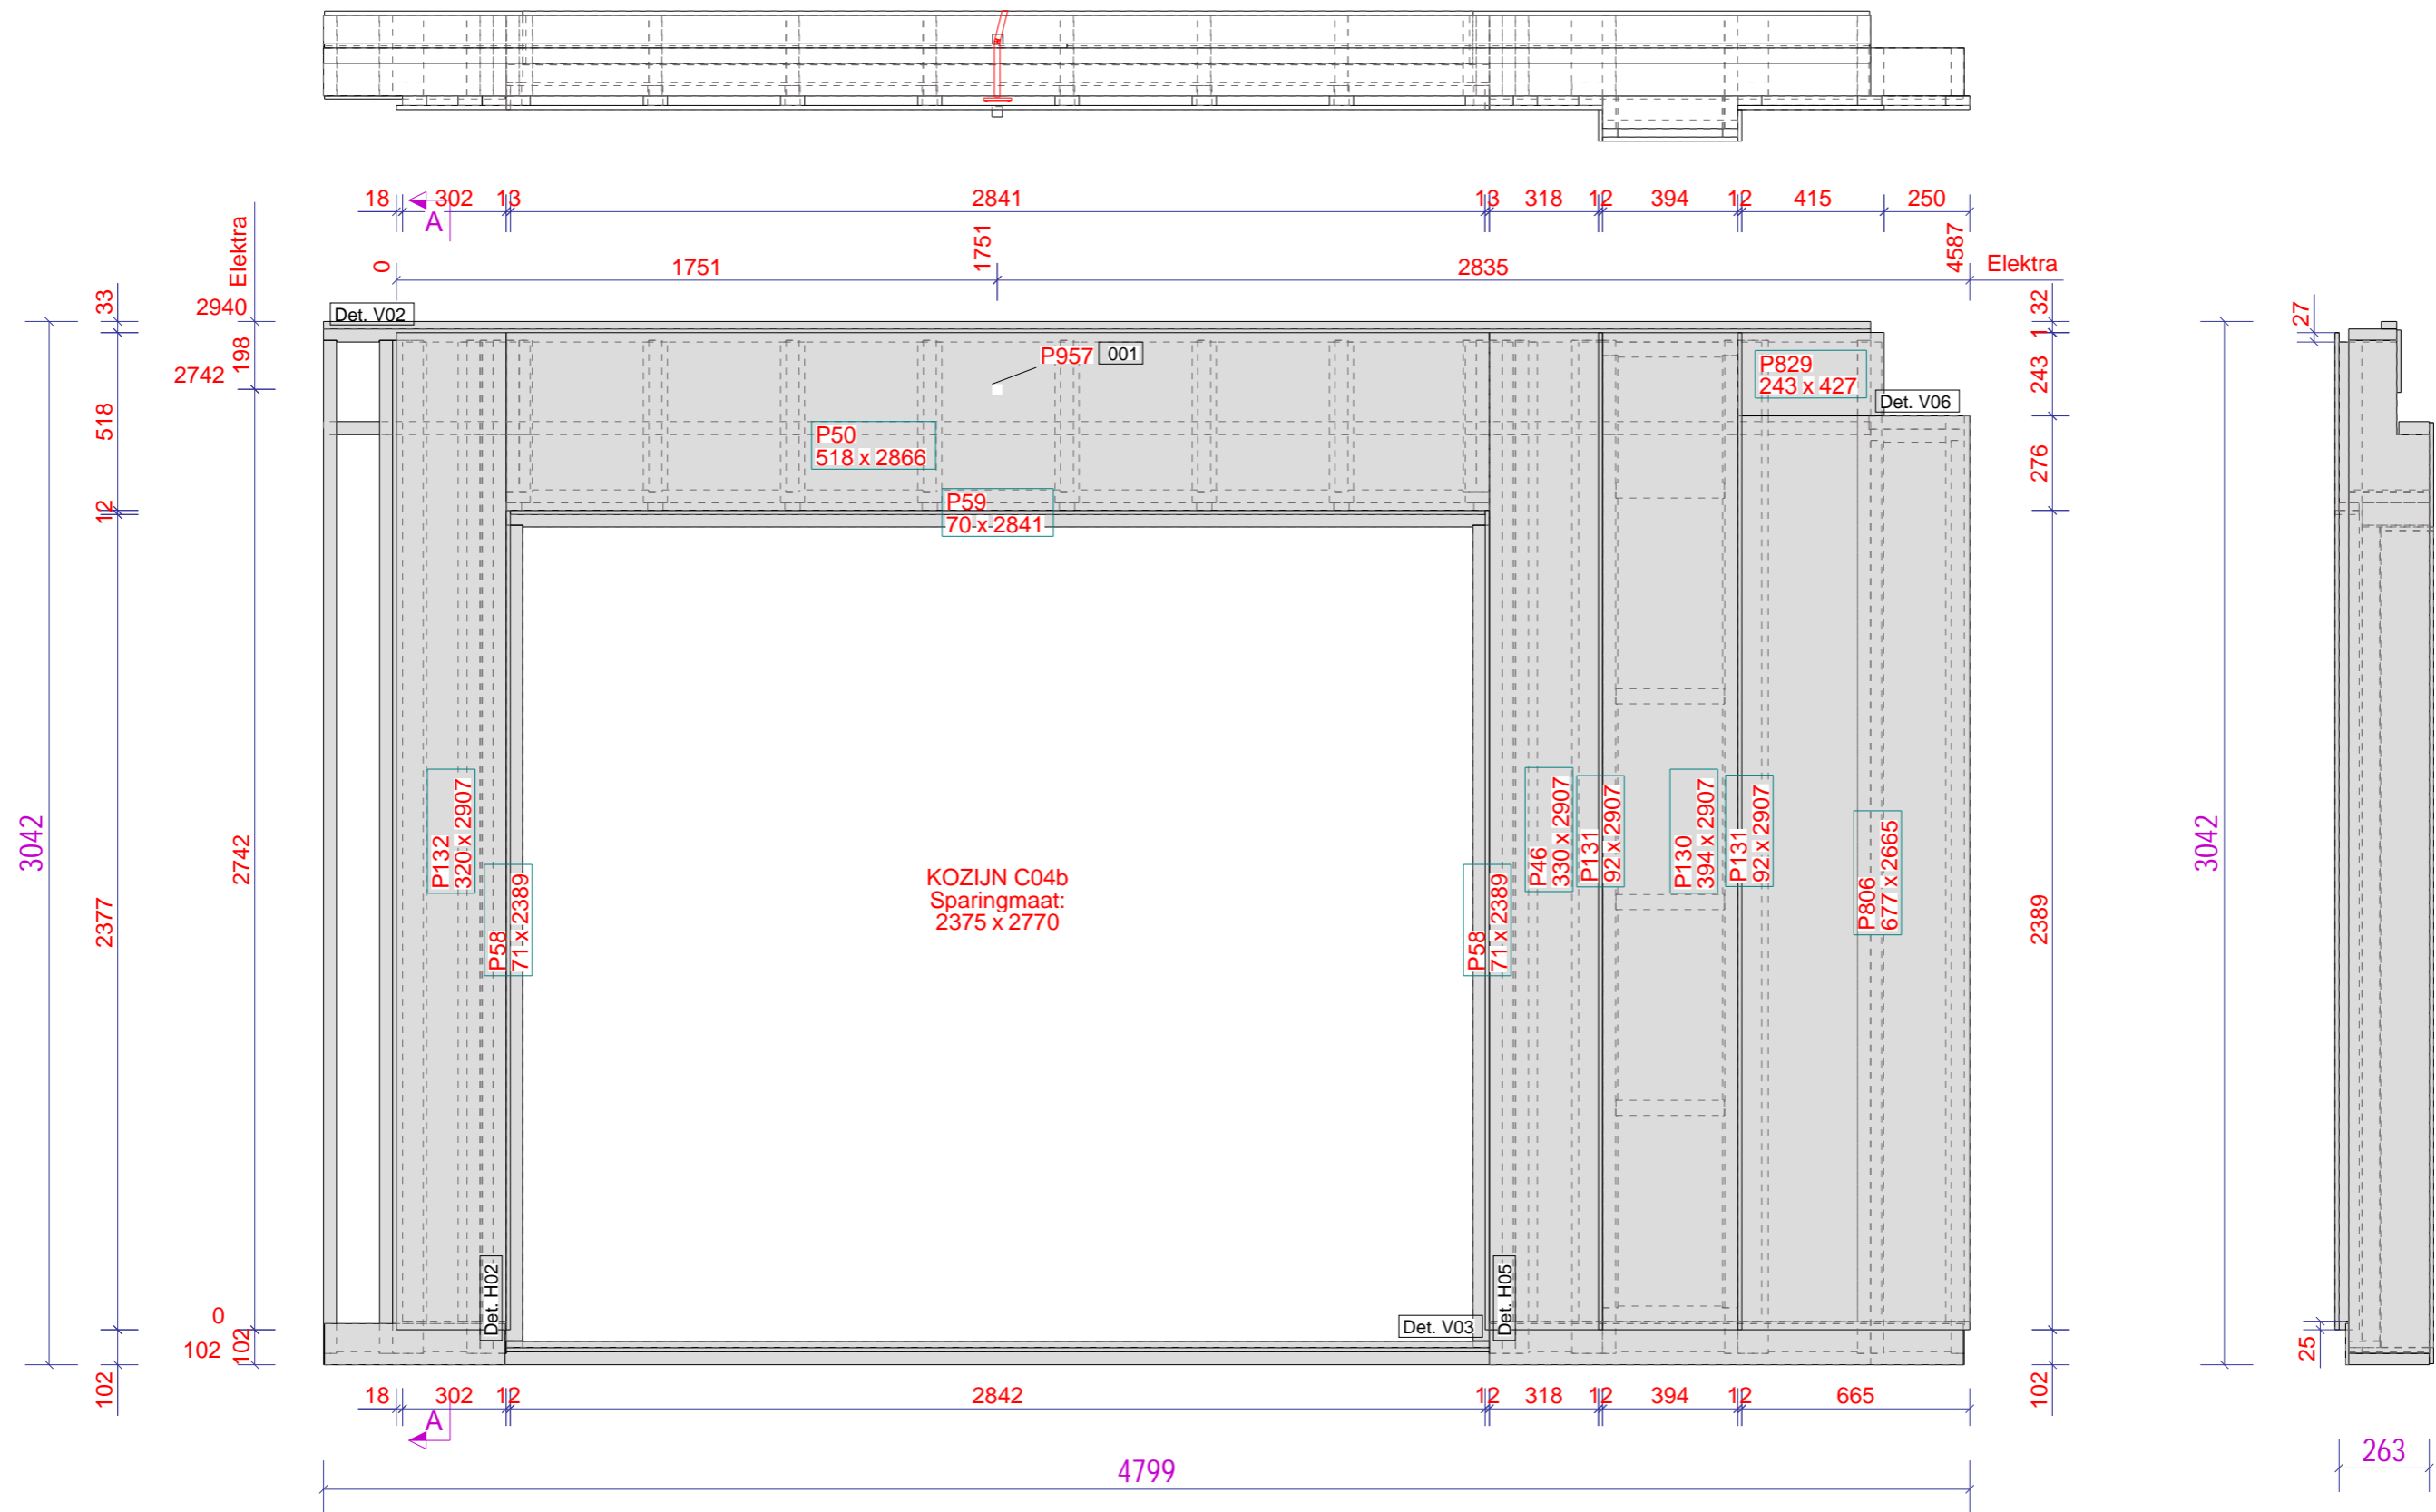 18
302
13
2841
13
318
12
394
12
415
250
A
Elektra
0
1751
1751
2835
4587
Elektra
33
2940
198
2742
518
12
3042
2377
2742
0
102
102
102
Det. V02
P957
001
P50
518 x 2866
P59
70 x 2841
P829
243 x 427
Det. V06
P132
320 x 2907
P58
71 x 2389
KOZIJN C04b
Sparingmaat:
2375 x 2770
P58
71 x 2389
P46
330 x 2907
P131
92 x 2907
P130
394 x 2907
P131
92 x 2907
P806
677 x 2665
Det. H02
Det. V03
Det. H05
32
1
243
276
2389
102
3042
27
25
263
18
302
12
2842
12
318
12
394
12
665
A
4799